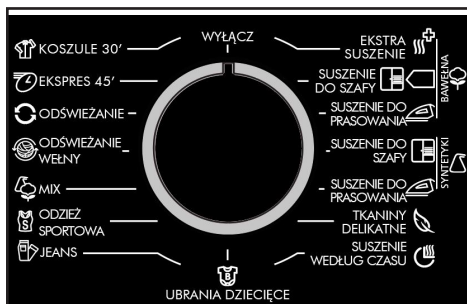 WYŁĄCZ
KOSZULE 30′
EKSPRES 45′
ODŚWIEŻANIE
ODŚWIEŻANIE
WEŁNY
MIX
ODZIEŻ
SPORTOWA
S
JEANS
B
UBRANIA DZIECIĘCE
EKSTRA
SUSZENIE
SUSZENIE
DO SZAFY
SUSZENIE DO
PRASOWANIA
BAWEŁNA
SUSZENIE DO
SZAFY
SUSZENIE DO
PRASOWANIA
SYNTETYKI
TKANINY
DELIKATNE
SUSZENIE
WEDŁUG CZASU